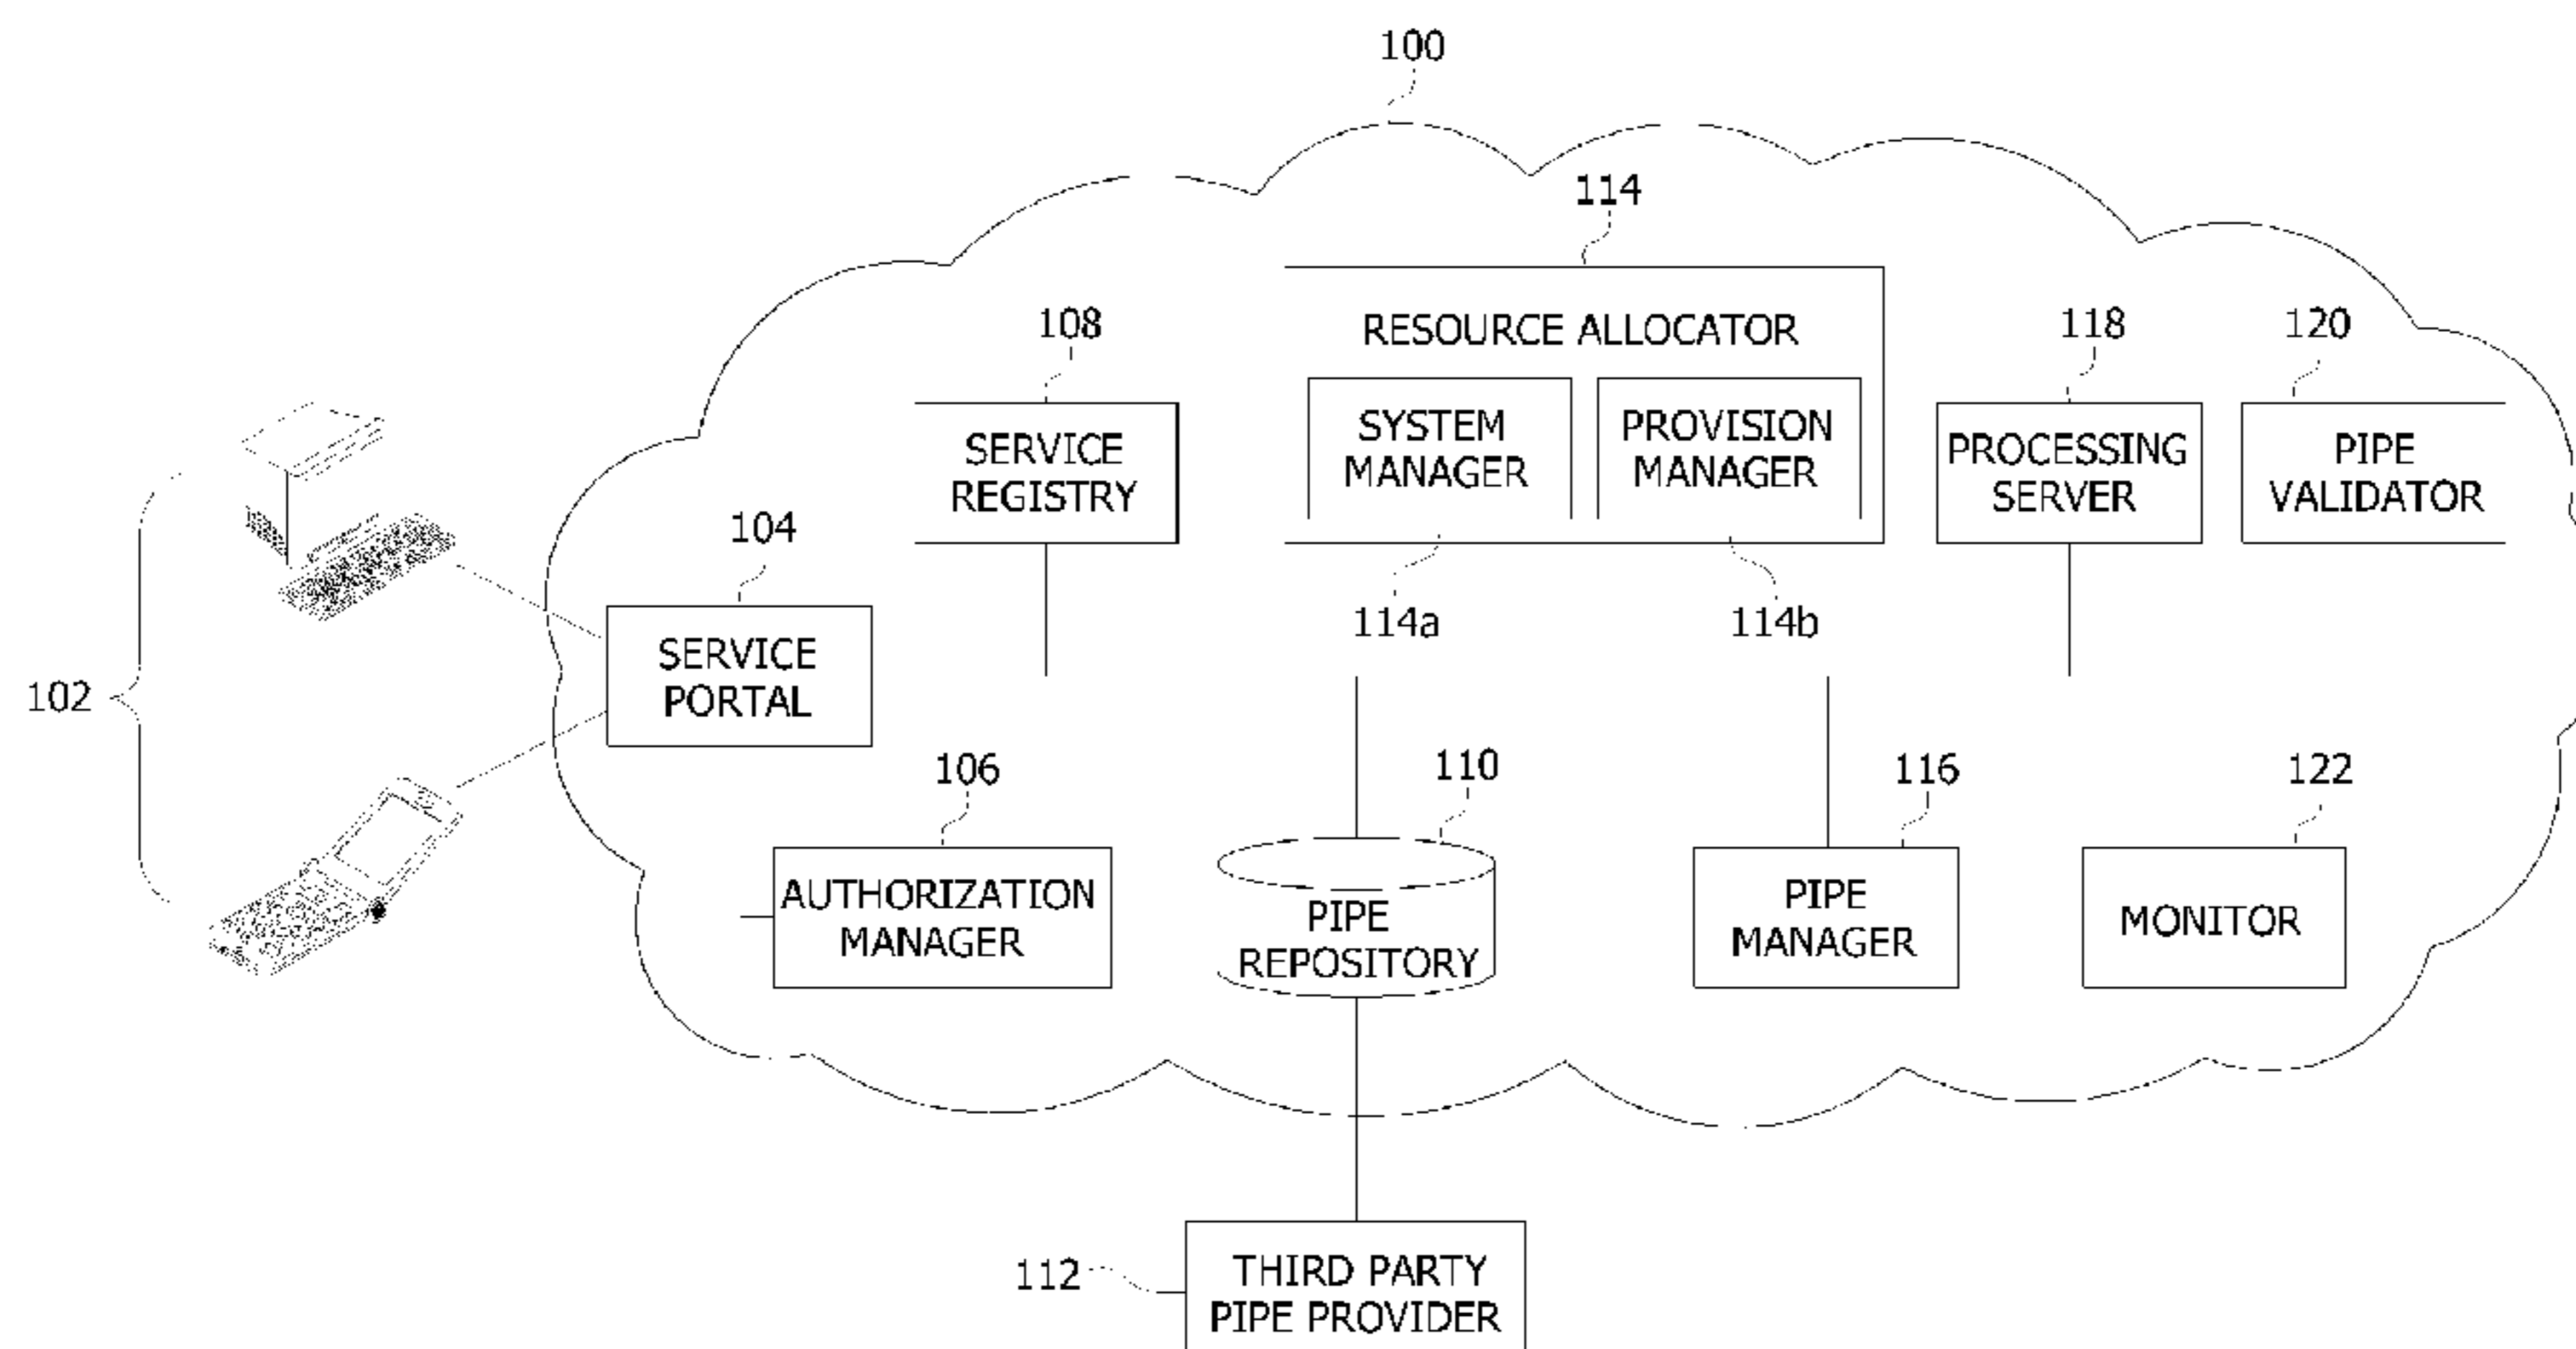 100
114
108
RESOURCE ALLOCATOR
118
120
SYSTEM
MANAGER
PROVISION
MANAGER
SERVICE
REGISTRY
PROCESSING
SERVER
PIPE
VALIDATOR
104
114a
114b
SERVICE
PORTAL
102
106
110
116
122
AUTHORIZATION
MANAGER
PIPE
REPOSITORY
PIPE
MANAGER
MONITOR
112
THIRD PARTY
PIPE PROVIDER